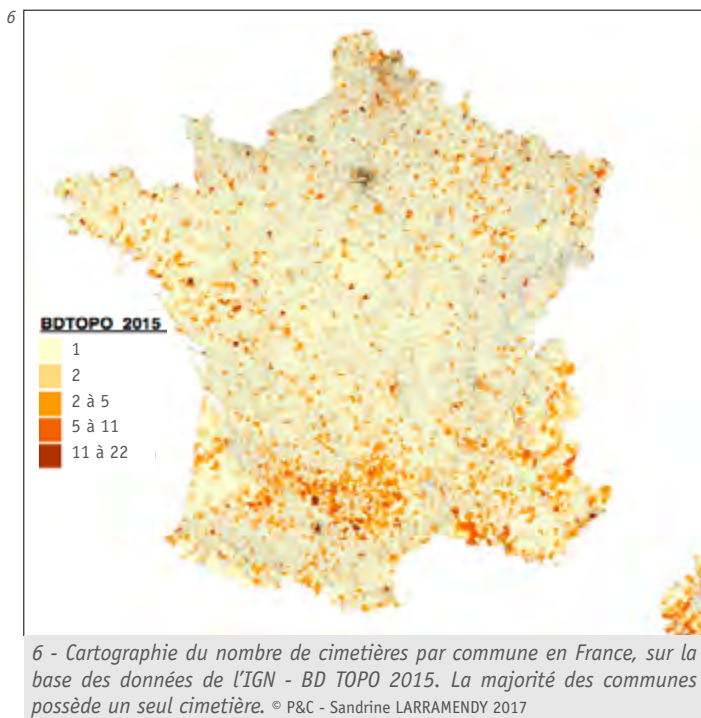 6
BDTOPO 2015
1
2
2 à 5
5 à 11
11 à 22
6 - Cartographie du nombre de cimetières par commune en France, sur la
base des données de l'IGN - BD TOPO 2015. La majorité des communes
possède un seul cimetière. © P&C - Sandrine LARRAMENDY 2017